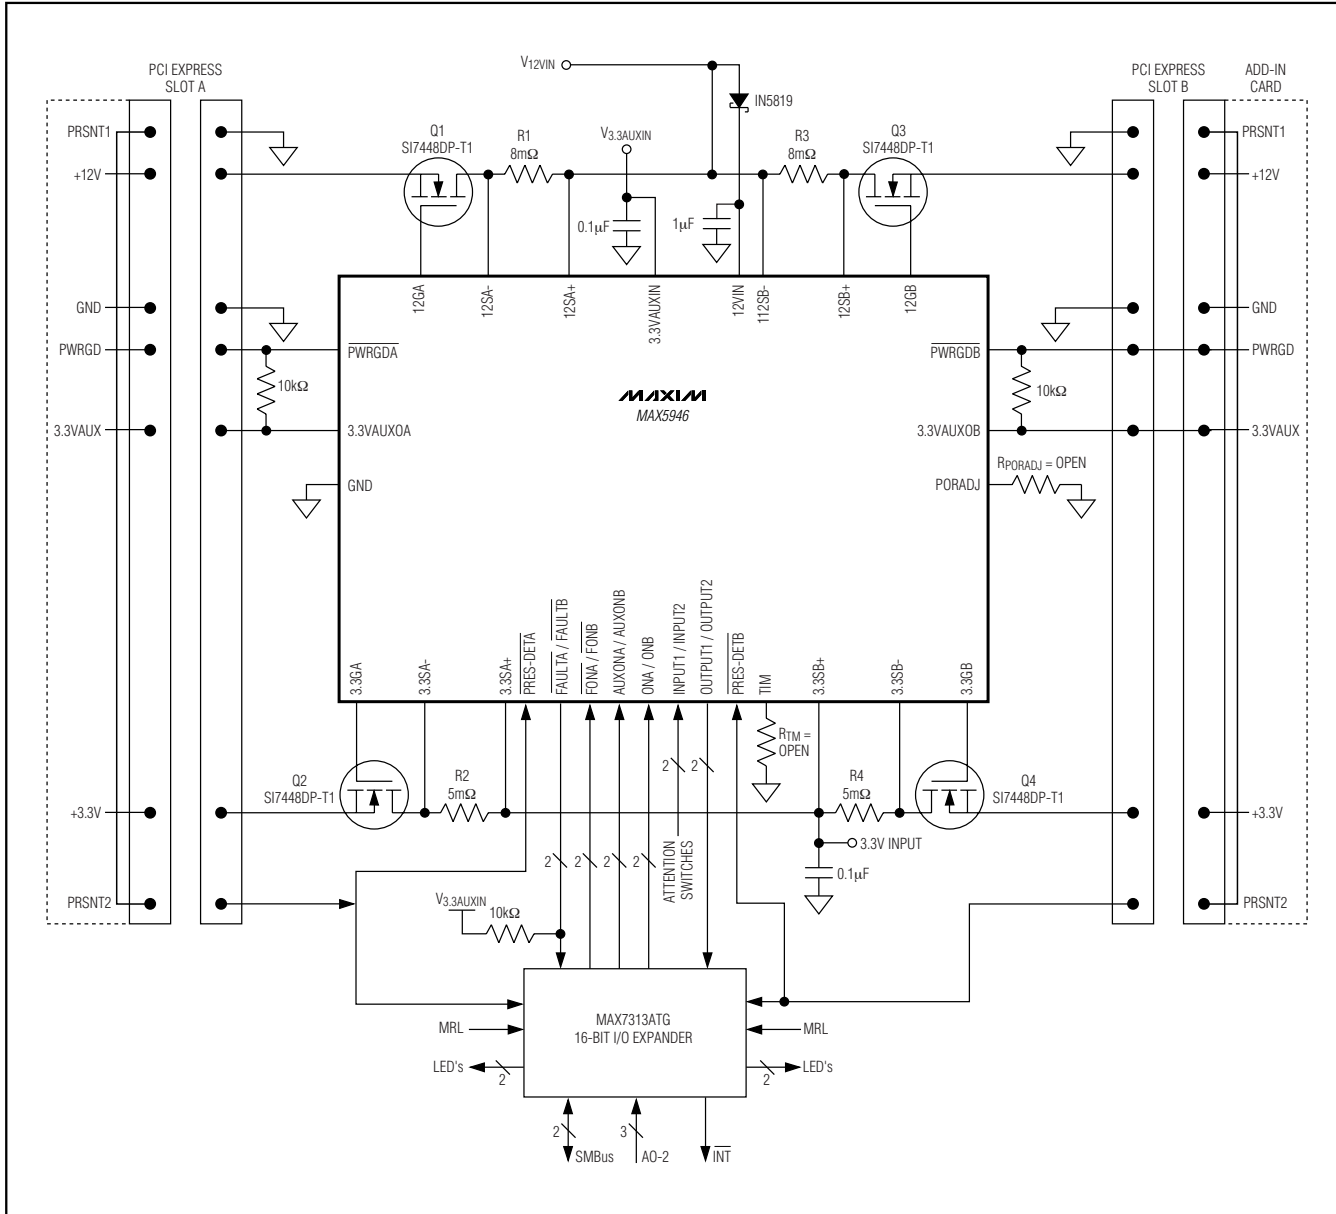 V12VIN
PCI EXPRESS
SLOT A
PCI EXPRESS
SLOT B
ADD-IN
CARD
IN5819
PRSNT1
Q1
SI7448DP-T1
R1
8mΩ
V3.3AUXIN
R3
8mΩ
Q3
SI7448DP-T1
PRSNT1
+12V
+12V
0.1µF
1µF
12GA
12SA-
12SA+
3.3VAUXIN
12VIN
112SB-
12SB+
12GB
GND
GND
PWRGD
PWRGDA
PWRGDB
PWRGD
10kΩ
MAXIM
MAX5946
10kΩ
3.3VAUX
3.3VAUXOA
3.3VAUXOB
3.3VAUX
GND
PORADJ
RPORADJ = OPEN
3.3GA
3.3SA-
3.3SA+
PRES-DETA
FAULTA / FAULTB
FONA / FONB
AUXONA / AUXONB
ONA / ONB
INPUT1 / INPUT2
OUTPUT1 / OUTPUT2
PRES-DETB
TIM
3.3SB+
3.3SB-
3.3GB
RTM =
OPEN
2
2
Q2
SI7448DP-T1
R2
5mΩ
R4
5mΩ
Q4
SI7448DP-T1
+3.3V
+3.3V
3.3V INPUT
2
2
2
2
ATTENTION
SWITCHES
0.1µF
PRSNT2
V3.3AUXIN
10kΩ
PRSNT2
MAX7313ATG
16-BIT I/O EXPANDER
MRL
MRL
LED's
2
2
LED's
2
SMBus
3
AO-2
INT